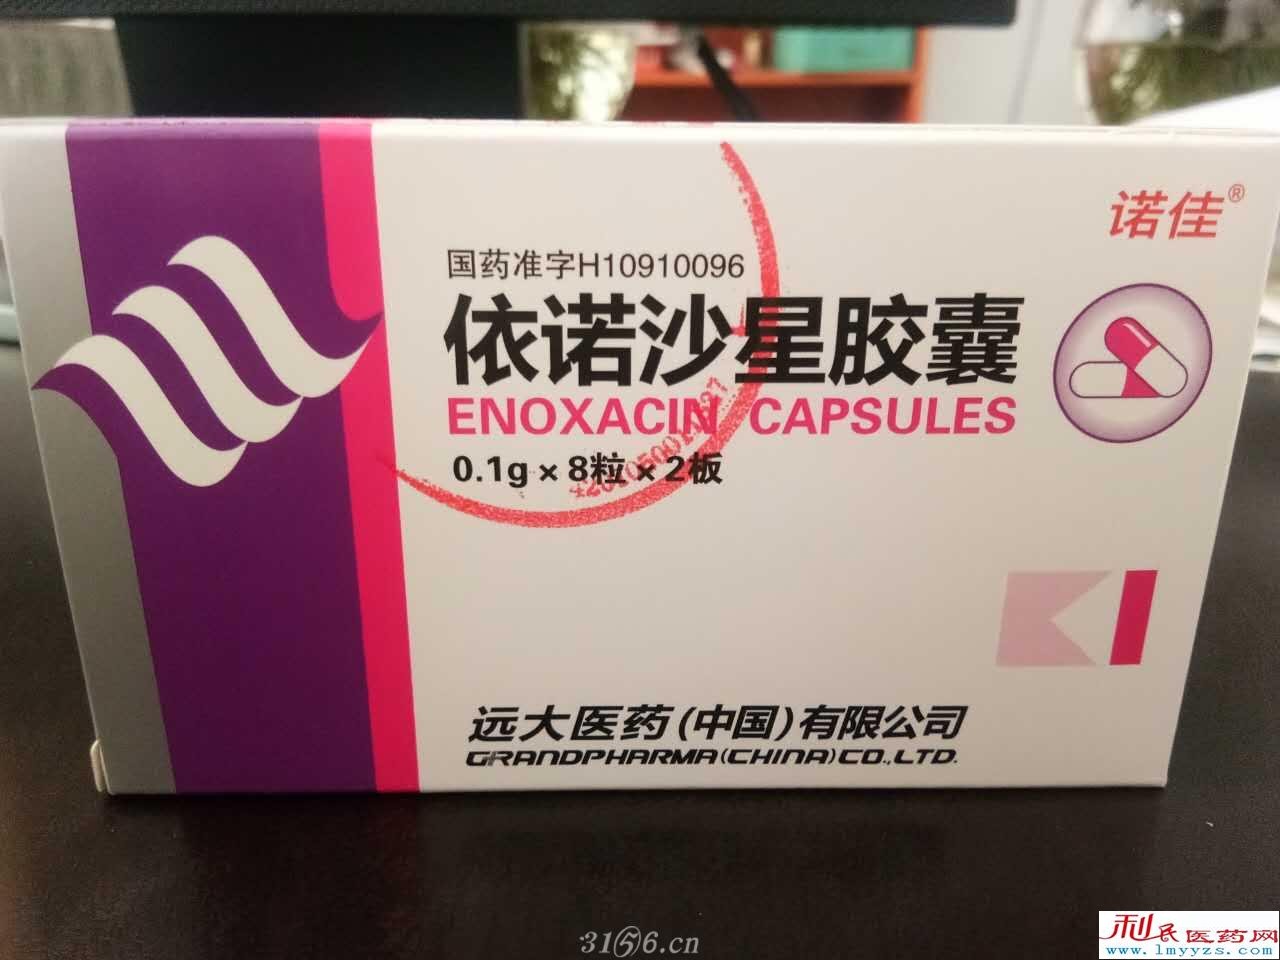 诺佳®
国药准字H10910096
依诺沙星胶囊
ENOXACIN CAPSULES
0.1g×8粒×2板
远大医药(中国)有限公司
GRANDPHARMA(CHINA)CO.,LTD.
3156.cn
利民医药网
www.lmyyzs.com